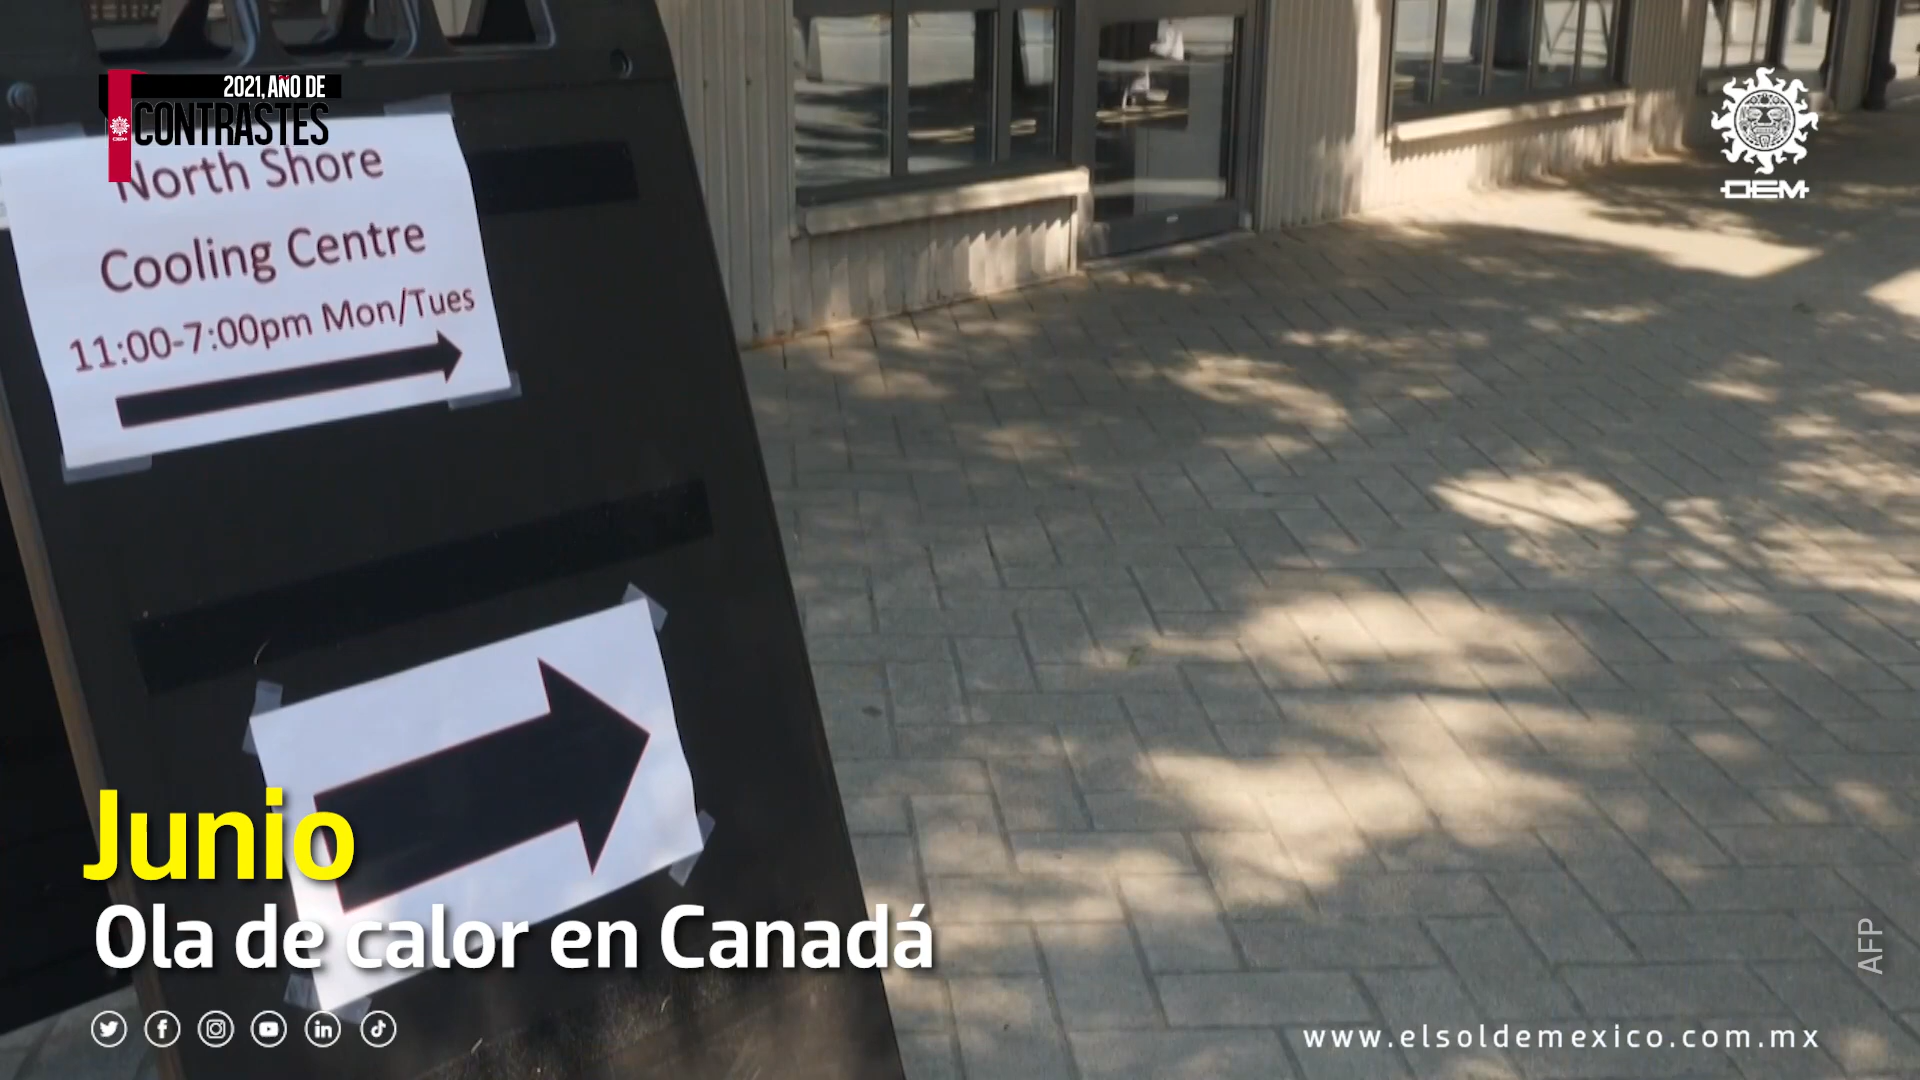 2021, AÑO DE
CONTRASTES
OEM
North Shore
Cooling Centre
11:00-7:00pm Mon/Tues
OEM
Junio
Ola de calor en Canadá
AFP
www.elsoldemexico.com.mx